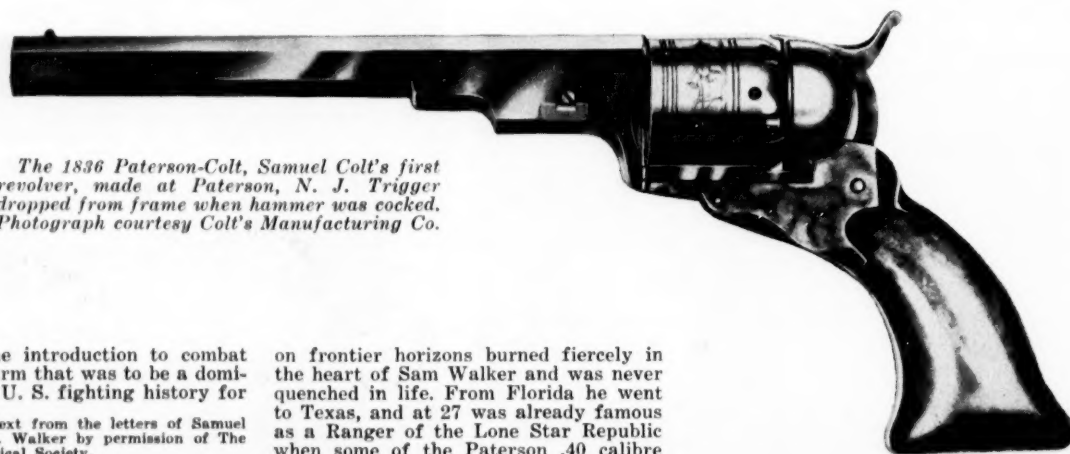 The 1836 Paterson-Colt, Samuel Colt's first
revolver, made at Paterson, N. J. Trigger
dropped from frame when hammer was cocked.
Photograph courtesy Colt's Manufacturing Co.
e introduction to combat
rm that was to be a domi-
U. S. fighting history for
ext from the letters of Samuel
. Walker by permission of The
ical Society.
on frontier horizons burned fiercely in
the heart of Sam Walker and was never
quenched in life. From Florida he went
to Texas, and at 27 was already famous
as a Ranger of the Lone Star Republic
when some of the Paterson .40 calibre